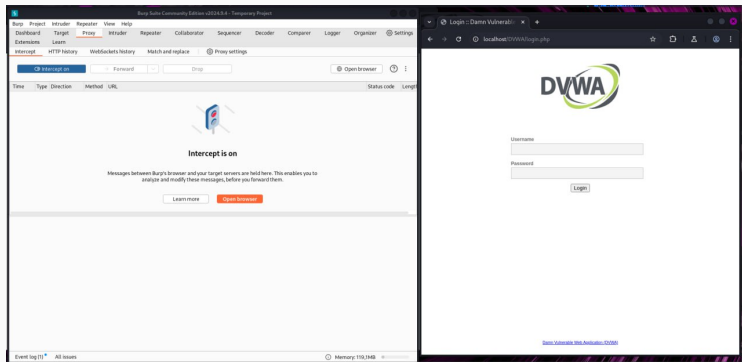 Burp Suite Community Edition v2024.9.4 - Temporary Project
Burp Project Intruder Repeater View Help
Dashboard Target Proxy Intruder Repeater Collaborator Sequencer Decoder Comparer Logger Organizer Settings
Extensions Learn
Intercept HTTP history WebSockets history Match and replace Proxy settings
Intercept on Forward Drop Open browser
Time Type Direction Method URL Status code Length
Intercept is on
Messages between Burp's browser and your target servers are held here. This enables you to
analyze and modify these messages, before you forward them.
Learn more Open browser
Event log (1) All issues Memory: 119,1MB
Login :: Damn Vulnerabl
localhost/DVWA/login.php
DVWA
Username
Password
Login
Damn Vulnerable Web Application (DVWA)